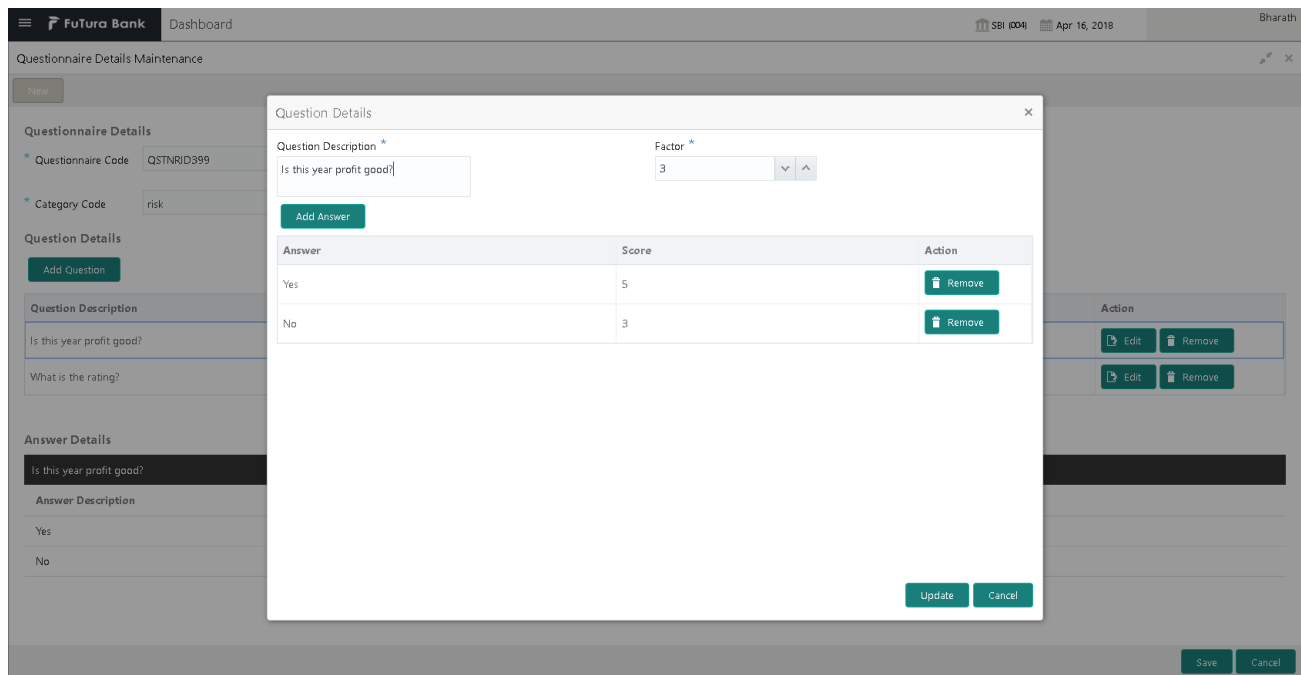 FuTura Bank Dashboard SBI (004) Apr 16, 2018 Bharath
Questionnaire Details Maintenance
New
Question Details
Questionnaire Details
Question Description * Factor *
* Questionnaire Code QSTNRID399
Is this year profit good? 3
* Category Code risk
Add Answer
Question Details
Answer Score Action
Add Question
Yes 5 Remove
Question Description Action
No 3 Remove
Is this year profit good? Edit Remove
What is the rating? Edit Remove
Answer Details
Is this year profit good?
Answer Description
Yes
No
Update Cancel
Save Cancel